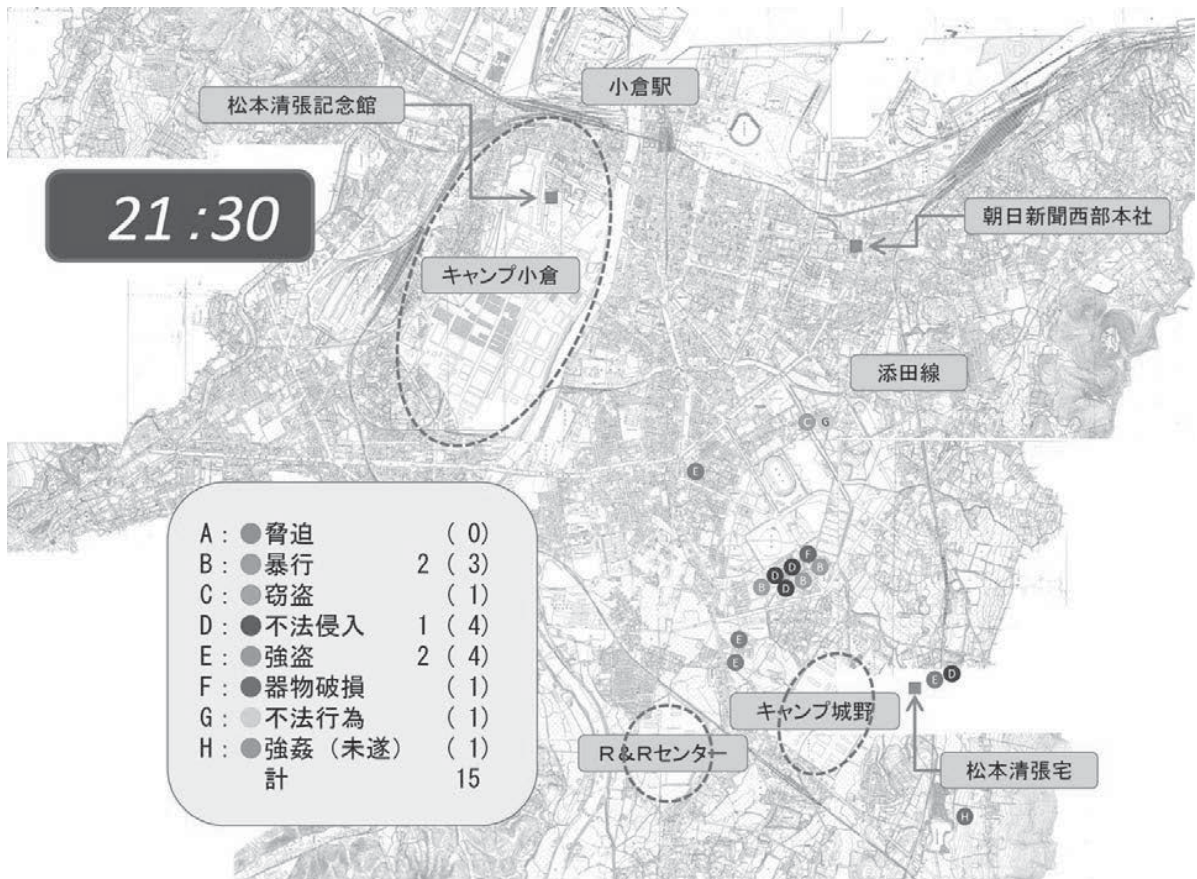 小倉駅
松本清張記念館
21:30
朝日新聞西部本社
キャンプ小倉
添田線
C G
E
A：●脅迫 （ 0）
B：●暴行 2（ 3）
C：●窃盗 （ 1）
D：●不法侵入 1（ 4）
E：●強盗 2（ 4）
F：●器物破損 （ 1）
G：●不法行為 （ 1）
H：●強姦（未遂） （ 1）
計 15
F
D D B
B D B
E
E
E D
キャンプ城野
R＆Rセンター
松本清張宅
H